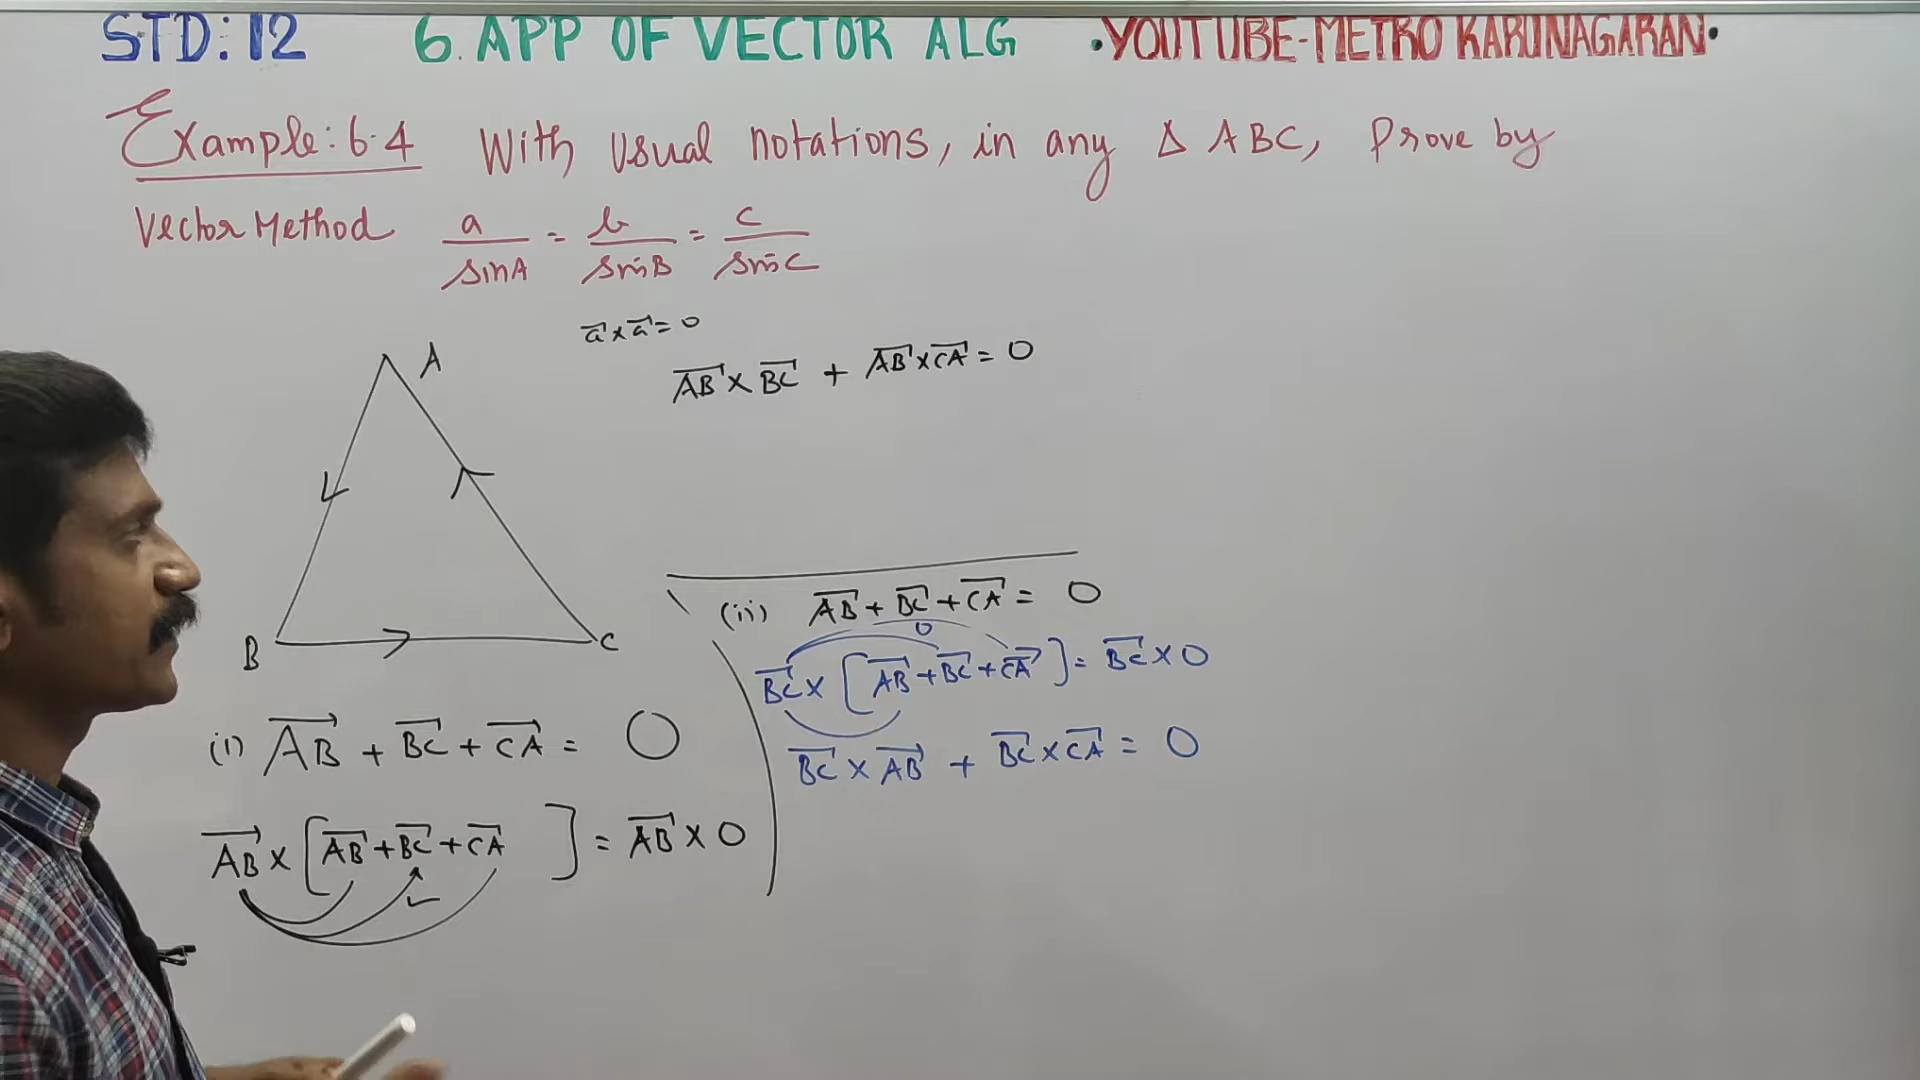 STD: 12 6. APP OF VECTOR ALG • YOUTUBE-METRO KARUNAGARAN •
Example: 6.4 With usual notations, in any Δ ABC, Prove by
Vector Method a/sinA = b/sinB = c/sinC
a⃗ × a⃗ = 0
AB⃗ × BC⃗ + AB⃗ × CA⃗ = 0
A
B
C
(i) AB⃗ + BC⃗ + CA⃗ = 0
AB⃗ × [AB⃗ + BC⃗ + CA⃗ ] = AB⃗ × 0
(ii) AB⃗ + BC⃗ + CA⃗ = 0
0
BC⃗ × [AB⃗ + BC⃗ + CA⃗] = BC⃗ × 0
BC⃗ × AB⃗ + BC⃗ × CA⃗ = 0